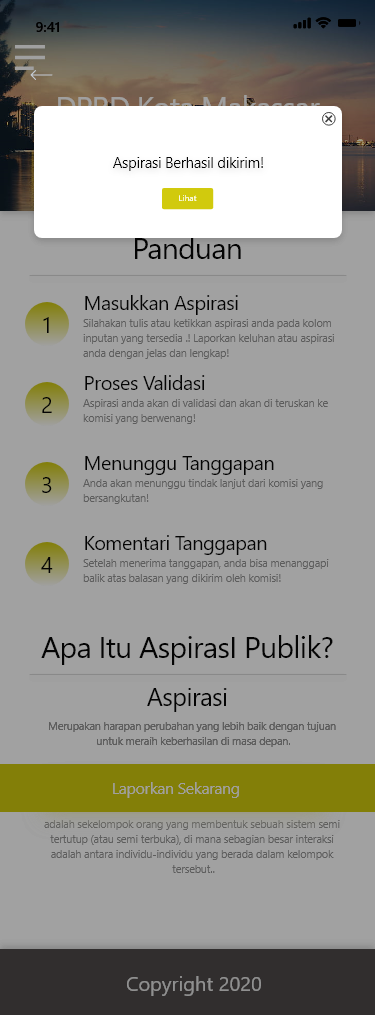 9:41
DPRD Kota Makassar
Aspirasi Berhasil dikirim!
Lihat
Panduan
1
Masukkan Aspirasi
Silahakan tulis atau ketikkan aspirasi anda pada kolom
inputan yang tersedia .! Laporkan keluhan atau aspirasi
anda dengan jelas dan lengkap!
2
Proses Validasi
Aspirasi anda akan di validasi dan akan di teruskan ke
komisi yang berwenang!
3
Menunggu Tanggapan
Anda akan menunggu tindak lanjut dari komisi yang
bersangkutan!
4
Komentari Tanggapan
Setelah menerima tanggapan, anda bisa menanggapi
balik atas balasan yang dikirim oleh komisi!
Apa Itu AspirasI Publik?
Aspirasi
Merupakan harapan perubahan yang lebih baik dengan tujuan
untuk meraih keberhasilan di masa depan.
Laporkan Sekarang
adalah sekelompok orang yang membentuk sebuah sistem semi
tertutup (atau semi terbuka), di mana sebagian besar interaksi
adalah antara individu-individu yang berada dalam kelompok
tersebut..
Copyright 2020